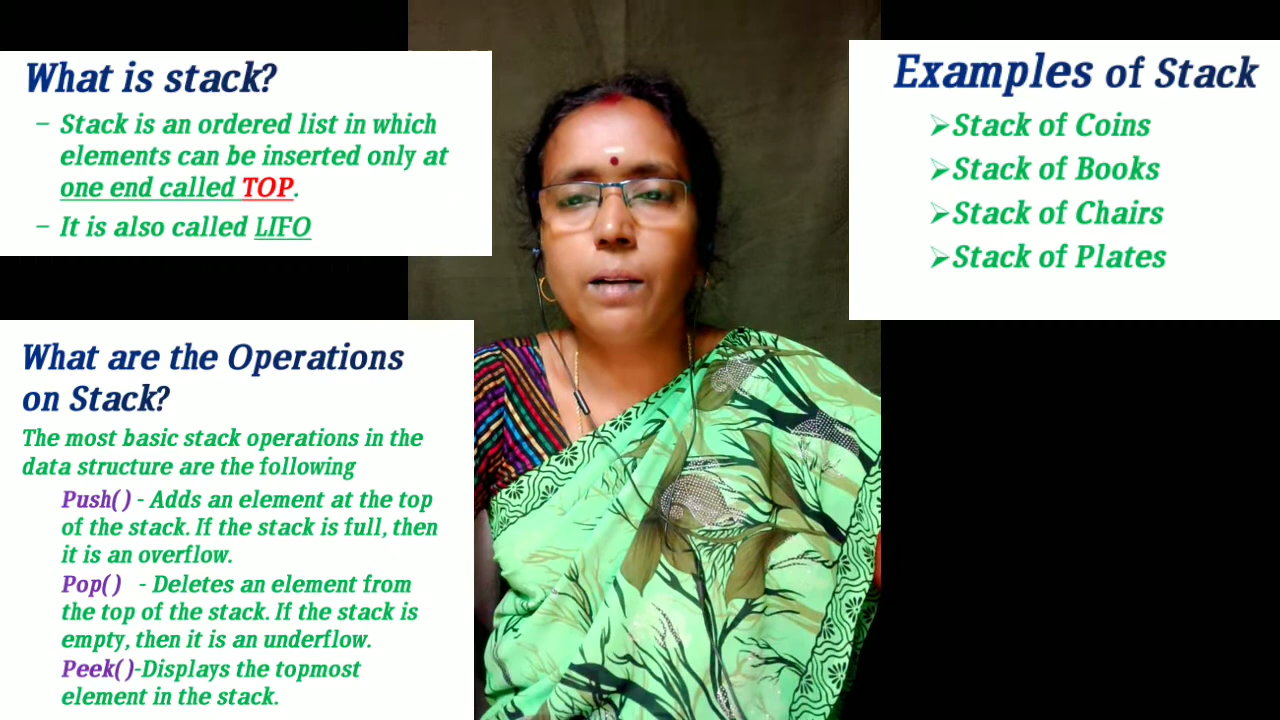 What is stack?
– Stack is an ordered list in which
elements can be inserted only at
one end called TOP.
– It is also called LIFO
Examples of Stack
➢Stack of Coins
➢Stack of Books
➢Stack of Chairs
➢Stack of Plates
What are the Operations
on Stack?
The most basic stack operations in the
data structure are the following
Push( ) - Adds an element at the top
of the stack. If the stack is full, then
it is an overflow.
Pop( ) - Deletes an element from
the top of the stack. If the stack is
empty, then it is an underflow.
Peek( )-Displays the topmost
element in the stack.